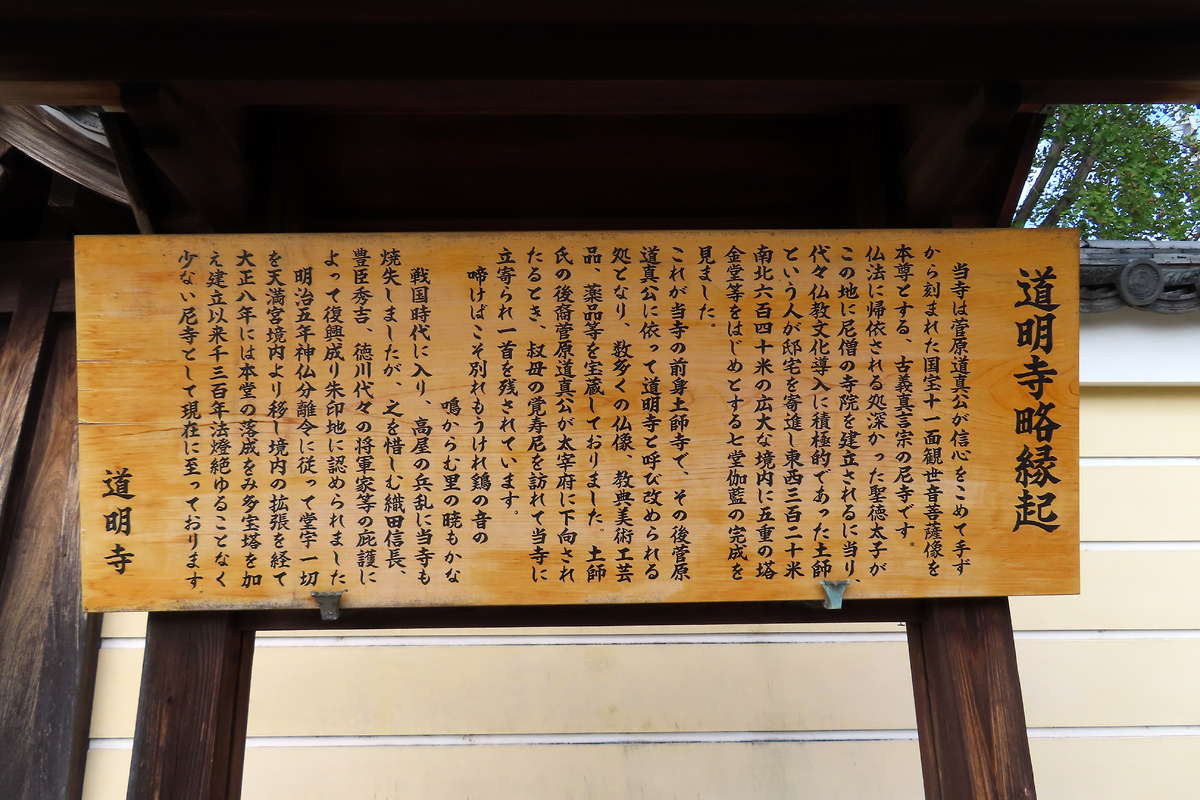 道明寺略縁起
当寺は菅原道真公が信心をこめて手ず
から刻まれた国宝十一面観世音菩薩像を
本尊とする、古義真言宗の尼寺です。
仏法に帰依される処深かった聖徳太子が
この地に尼僧の寺院を建立されるに当り、
代々仏教文化導入に積極的であった土師
という人が邸宅を寄進し東西三百二十米
南北六百四十米の広大な境内に五重の塔
金堂等をはじめとする七堂伽藍の完成を
見ました。
これが当寺の前身土師寺で、その後菅原
道真公に依って道明寺と呼び改められる
処となり、数多くの仏像、教典美術工芸
品、薬品等を宝蔵しておりました。土師
氏の後裔菅原道真公が太宰府に下向され
たるとき、叔母の覚寿尼を訪れて当寺に
立寄られ一首を残されています。
啼けばこそ別れもうけれ鶏の音の
鳴からむ里の暁もかな
戦国時代に入り、高屋の兵乱に当寺も
焼失しましたが、之を惜しむ織田信長、
豊臣秀吉、徳川代々の将軍家等の庇護に
よって復興成り朱印地に認められました
明治五年神仏分離令に従って堂宇一切
を天満宮境内より移し境内の拡張を経て
大正八年には本堂の落成をみ多宝塔を加
え建立以来千三百年法燈絶ゆることなく
少ない尼寺として現在に至っております
道明寺